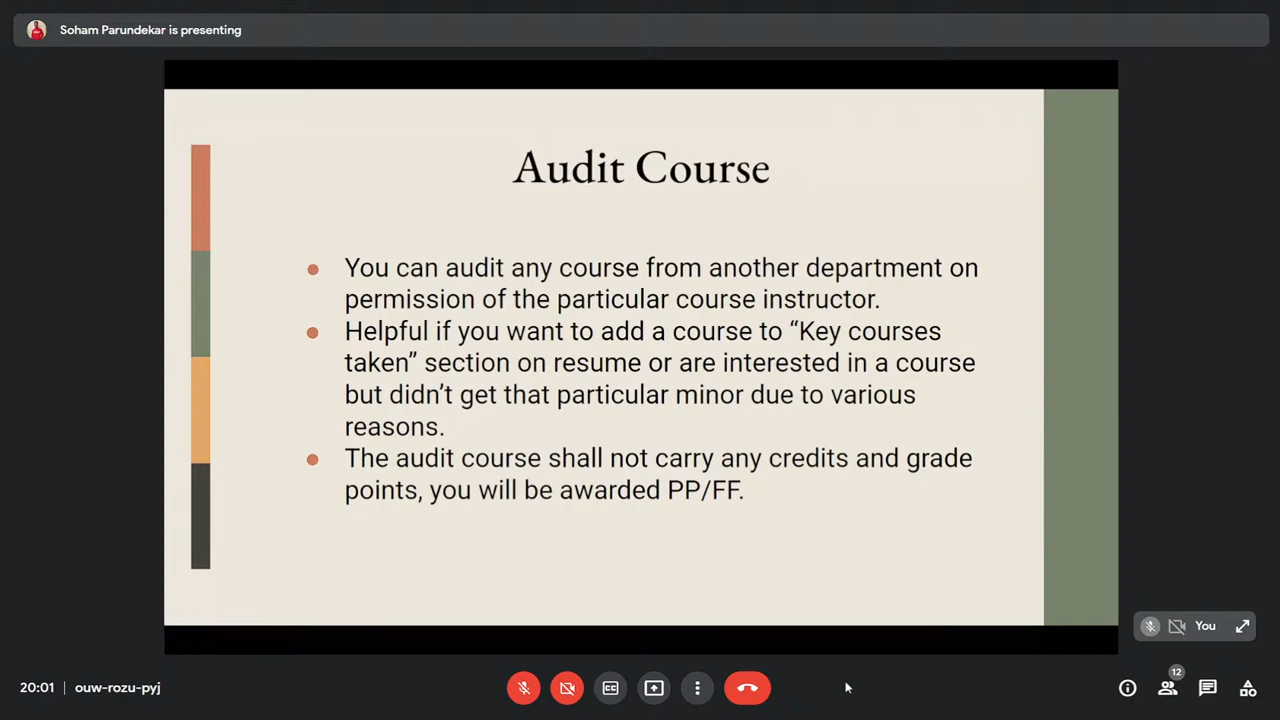 Soham Parundekar is presenting
Audit Course
You can audit any course from another department on
permission of the particular course instructor.
Helpful if you want to add a course to “Key courses
taken” section on resume or are interested in a course
but didn’t get that particular minor due to various
reasons.
The audit course shall not carry any credits and grade
points, you will be awarded PP/FF.
You
12
20:01 | ouw-rozu-pyj
CC